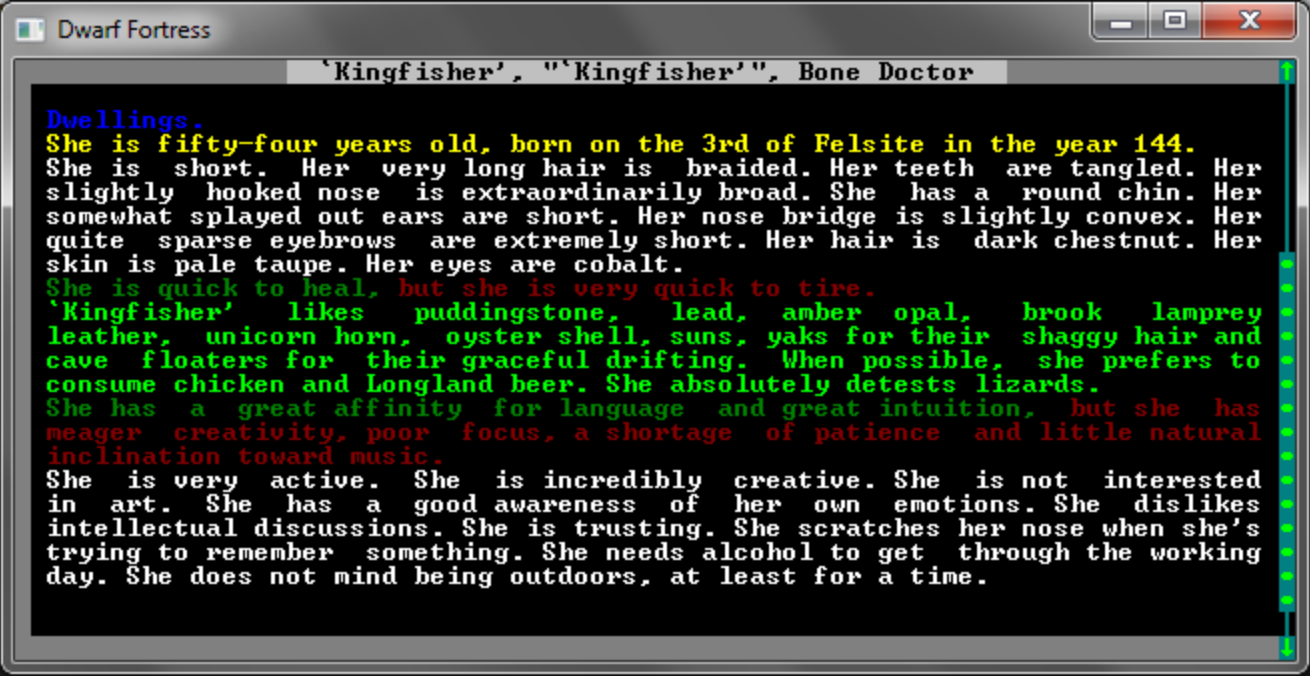 Dwarf Fortress
`Kingfisher', "`Kingfisher'", Bone Doctor
Dwellings.
She is fifty-four years old, born on the 3rd of Felsite in the year 144.
She is short. Her very long hair is braided. Her teeth are tangled. Her
slightly hooked nose is extraordinarily broad. She has a round chin. Her
somewhat splayed out ears are short. Her nose bridge is slightly convex. Her
quite sparse eyebrows are extremely short. Her hair is dark chestnut. Her
skin is pale taupe. Her eyes are cobalt.
She is quick to heal, but she is very quick to tire.
`Kingfisher' likes puddingstone, lead, amber opal, brook lamprey
leather, unicorn horn, oyster shell, suns, yaks for their shaggy hair and
cave floaters for their graceful drifting. When possible, she prefers to
consume chicken and Longland beer. She absolutely detests lizards.
She has a great affinity for language and great intuition, but she has
meager creativity, poor focus, a shortage of patience and little natural
inclination toward music.
She is very active. She is incredibly creative. She is not interested
in art. She has a good awareness of her own emotions. She dislikes
intellectual discussions. She is trusting. She scratches her nose when she's
trying to remember something. She needs alcohol to get through the working
day. She does not mind being outdoors, at least for a time.